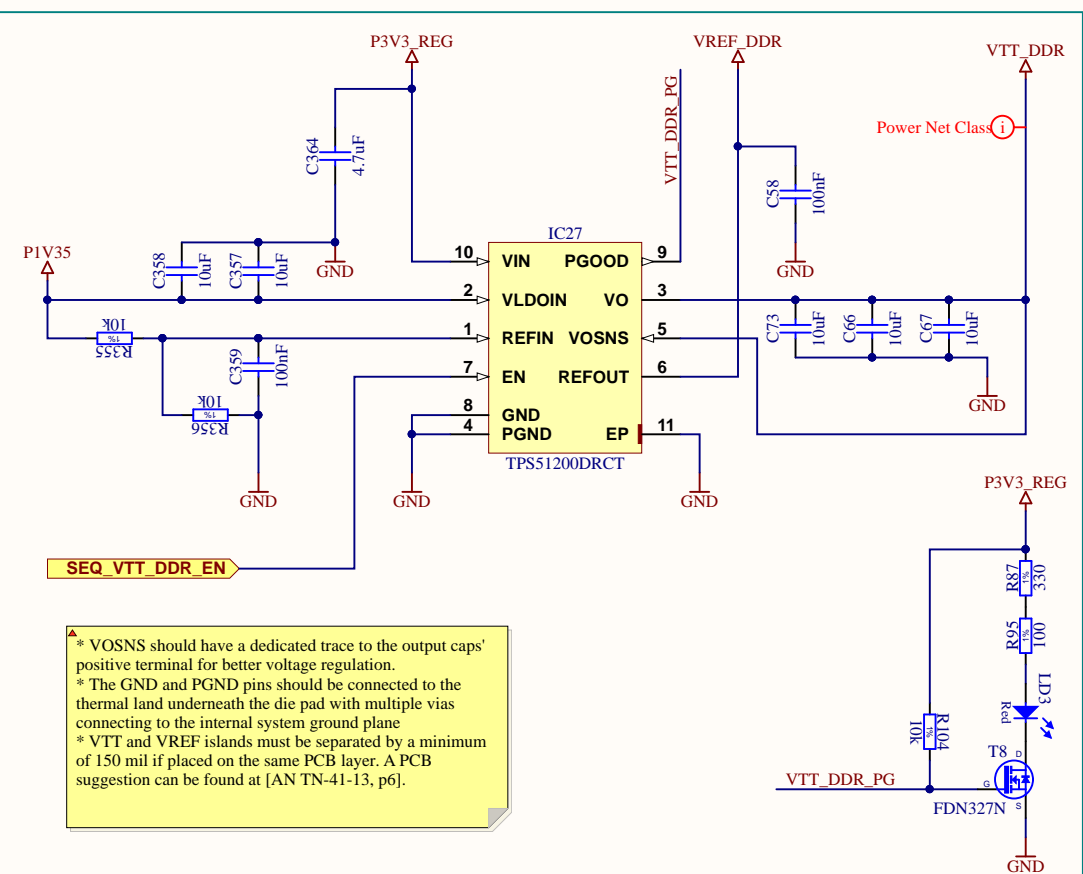 P3V3_REG
VREF_DDR
VTT_DDR
VTT_DDR_PG
Power Net Class i
C364
4.7uF
C58
100nF
P1V35
C358
10uF
C357
10uF
GND
GND
IC27
10 VIN PGOOD 9
2 VLDOIN VO 3
1 REFIN VOSNS 5
7 EN REFOUT 6
8 GND
4 PGND EP 11
TPS51200DRCT
10k
1%
R355
C359
100nF
10k
1%
R356
C73
10uF
C66
10uF
C67
10uF
GND
GND
GND
GND
SEQ_VTT_DDR_EN
P3V3_REG
R87
1%
330
R95
1%
100
LD3
Red
R104
1%
10k
T8
D
G
S
VTT_DDR_PG
FDN327N
GND
* VOSNS should have a dedicated trace to the output caps'
positive terminal for better voltage regulation.
* The GND and PGND pins should be connected to the
thermal land underneath the die pad with multiple vias
connecting to the internal system ground plane
* VTT and VREF islands must be separated by a minimum
of 150 mil if placed on the same PCB layer. A PCB
suggestion can be found at [AN TN-41-13, p6].